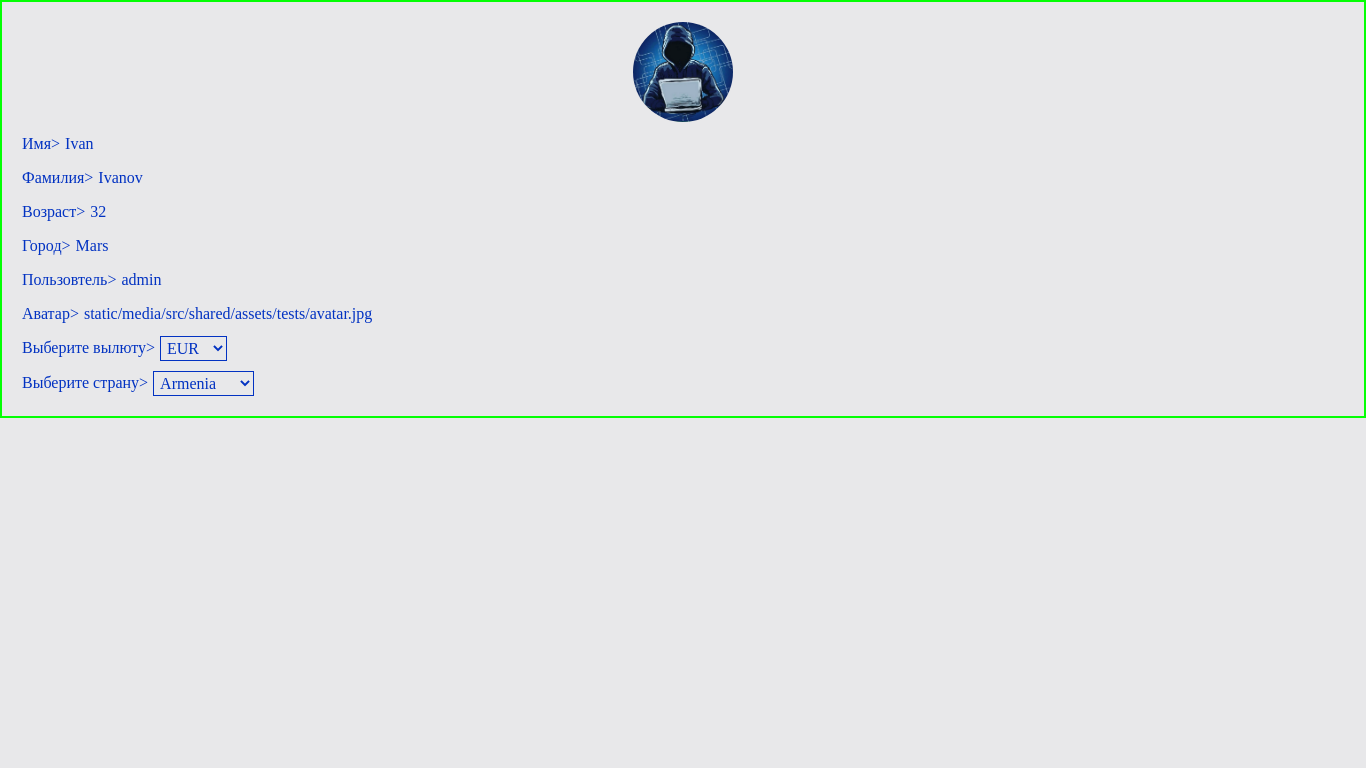 Имя> Ivan
Фамилия> Ivanov
Возраст> 32
Город> Mars
Пользовтель> admin
Аватар> static/media/src/shared/assets/tests/avatar.jpg
Выберите вылюту> EUR
Выберите страну> Armenia